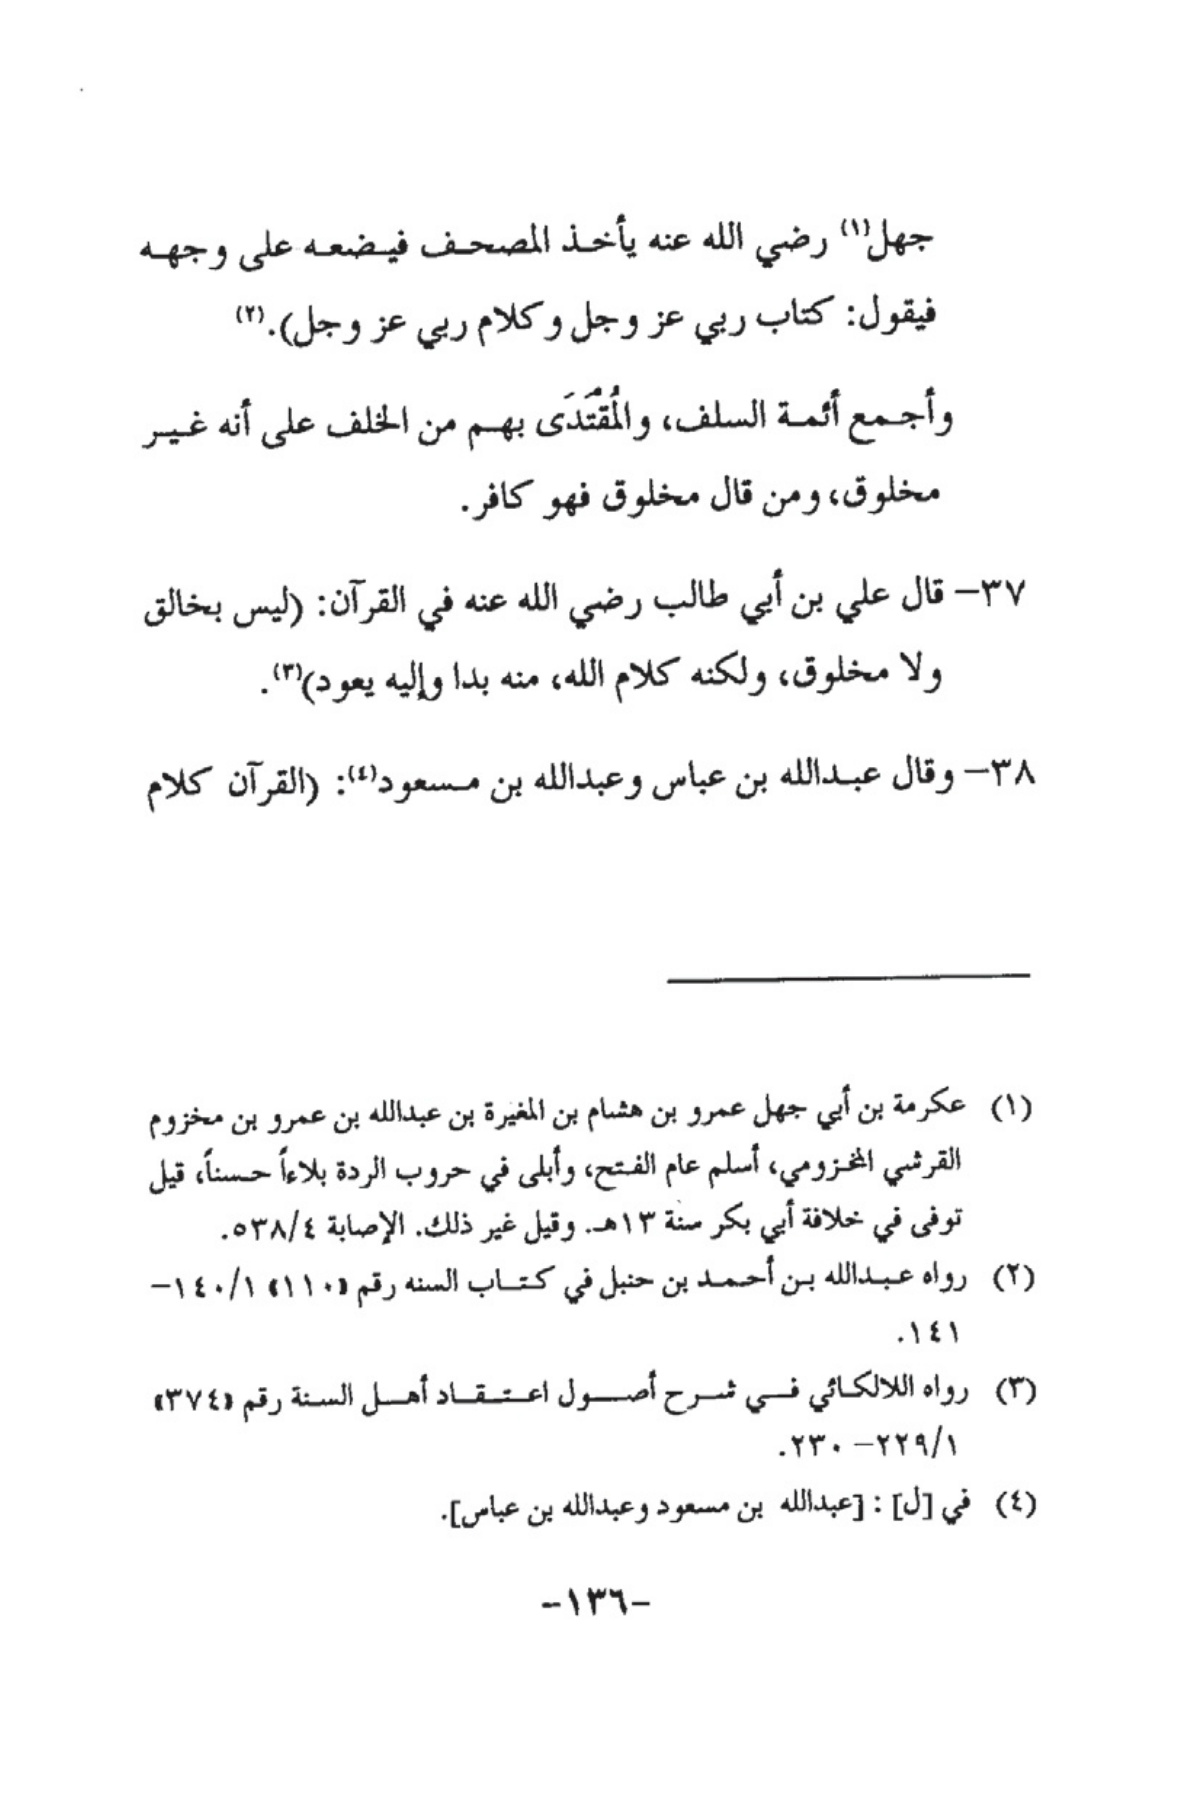 جهل(١) رضي الله عنه يأخذ المصحف فيضعه على وجهه
فيقول: كتاب ربي عز وجل وكلام ربي عز وجل).(٢)
وأجمع أئمة السلف، والمُقْتَدَى بهم من الخلف على أنه غير
مخلوق، ومن قال مخلوق فهو كافر.
٣٧– قال علي بن أبي طالب رضي الله عنه في القرآن: (ليس بخالق
ولا مخلوق، ولكنه كلام الله، منه بدا وإليه يعود)(٣).
٣٨– وقال عبدالله بن عباس وعبدالله بن مسعود(٤): (القرآن كلام
(١) عكرمة بن أبي جهل عمرو بن هشام بن المغيرة بن عبدالله بن عمرو بن مخزوم
القرشي المخزومي، أسلم عام الفتح، وأبلى في حروب الردة بلاءاً حسناً، قيل
توفى في خلافة أبي بكر سنة ١٣هـ. وقيل غير ذلك. الإصابة ٥٣٨/٤.
(٢) رواه عبدالله بن أحمد بن حنبل في كتاب السنه رقم «١١٠» ١٤٠/١–
١٤١.
(٣) رواه اللالكائي في شرح أصول اعتقاد أهل السنة رقم «٣٧٤»
٢٢٩/١– ٢٣٠.
(٤) في [ل] : [عبدالله بن مسعود وعبدالله بن عباس].
–١٣٦–